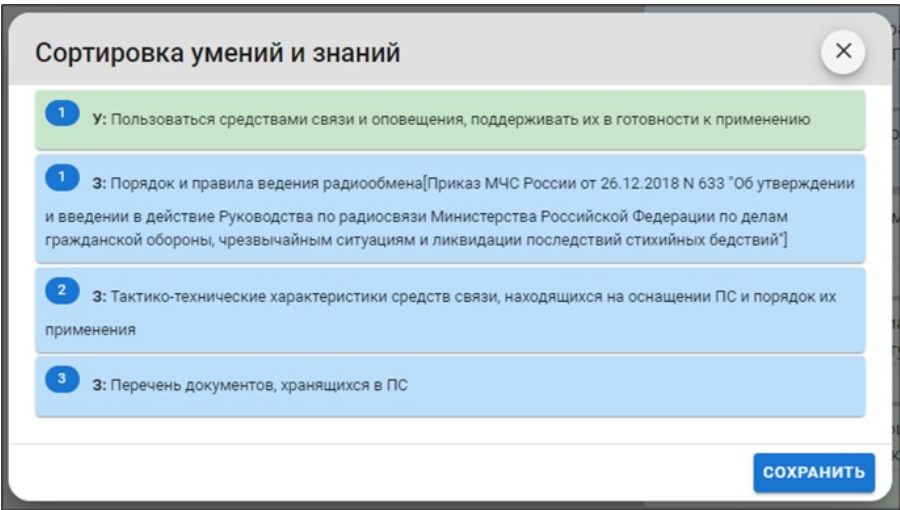 Сортировка умений и знаний
1 У: Пользоваться средствами связи и оповещения, поддерживать их в готовности к применению
1 З: Порядок и правила ведения радиообмена[Приказ МЧС России от 26.12.2018 N 633 "Об утверждении
и введении в действие Руководства по радиосвязи Министерства Российской Федерации по делам
гражданской обороны, чрезвычайным ситуациям и ликвидации последствий стихийных бедствий"]
2 З: Тактико-технические характеристики средств связи, находящихся на оснащении ПС и порядок их
применения
3 З: Перечень документов, хранящихся в ПС
СОХРАНИТЬ